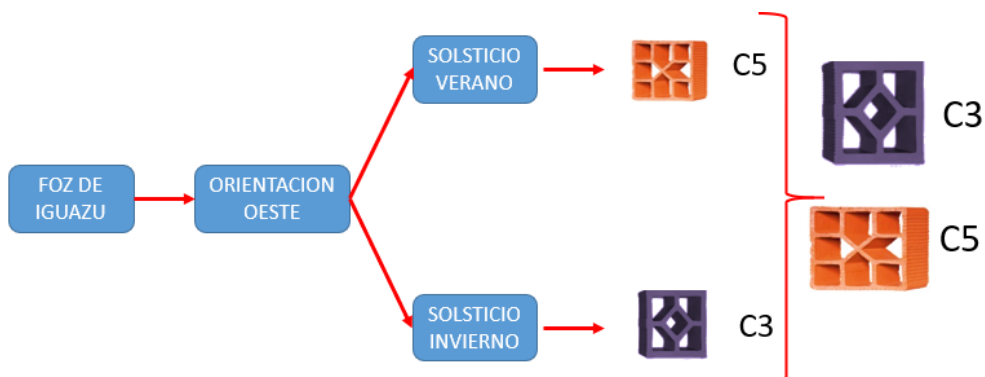 FOZ DE
IGUAZU
ORIENTACION
OESTE
SOLSTICIO
VERANO
C5
SOLSTICIO
INVIERNO
C3
C3
C5